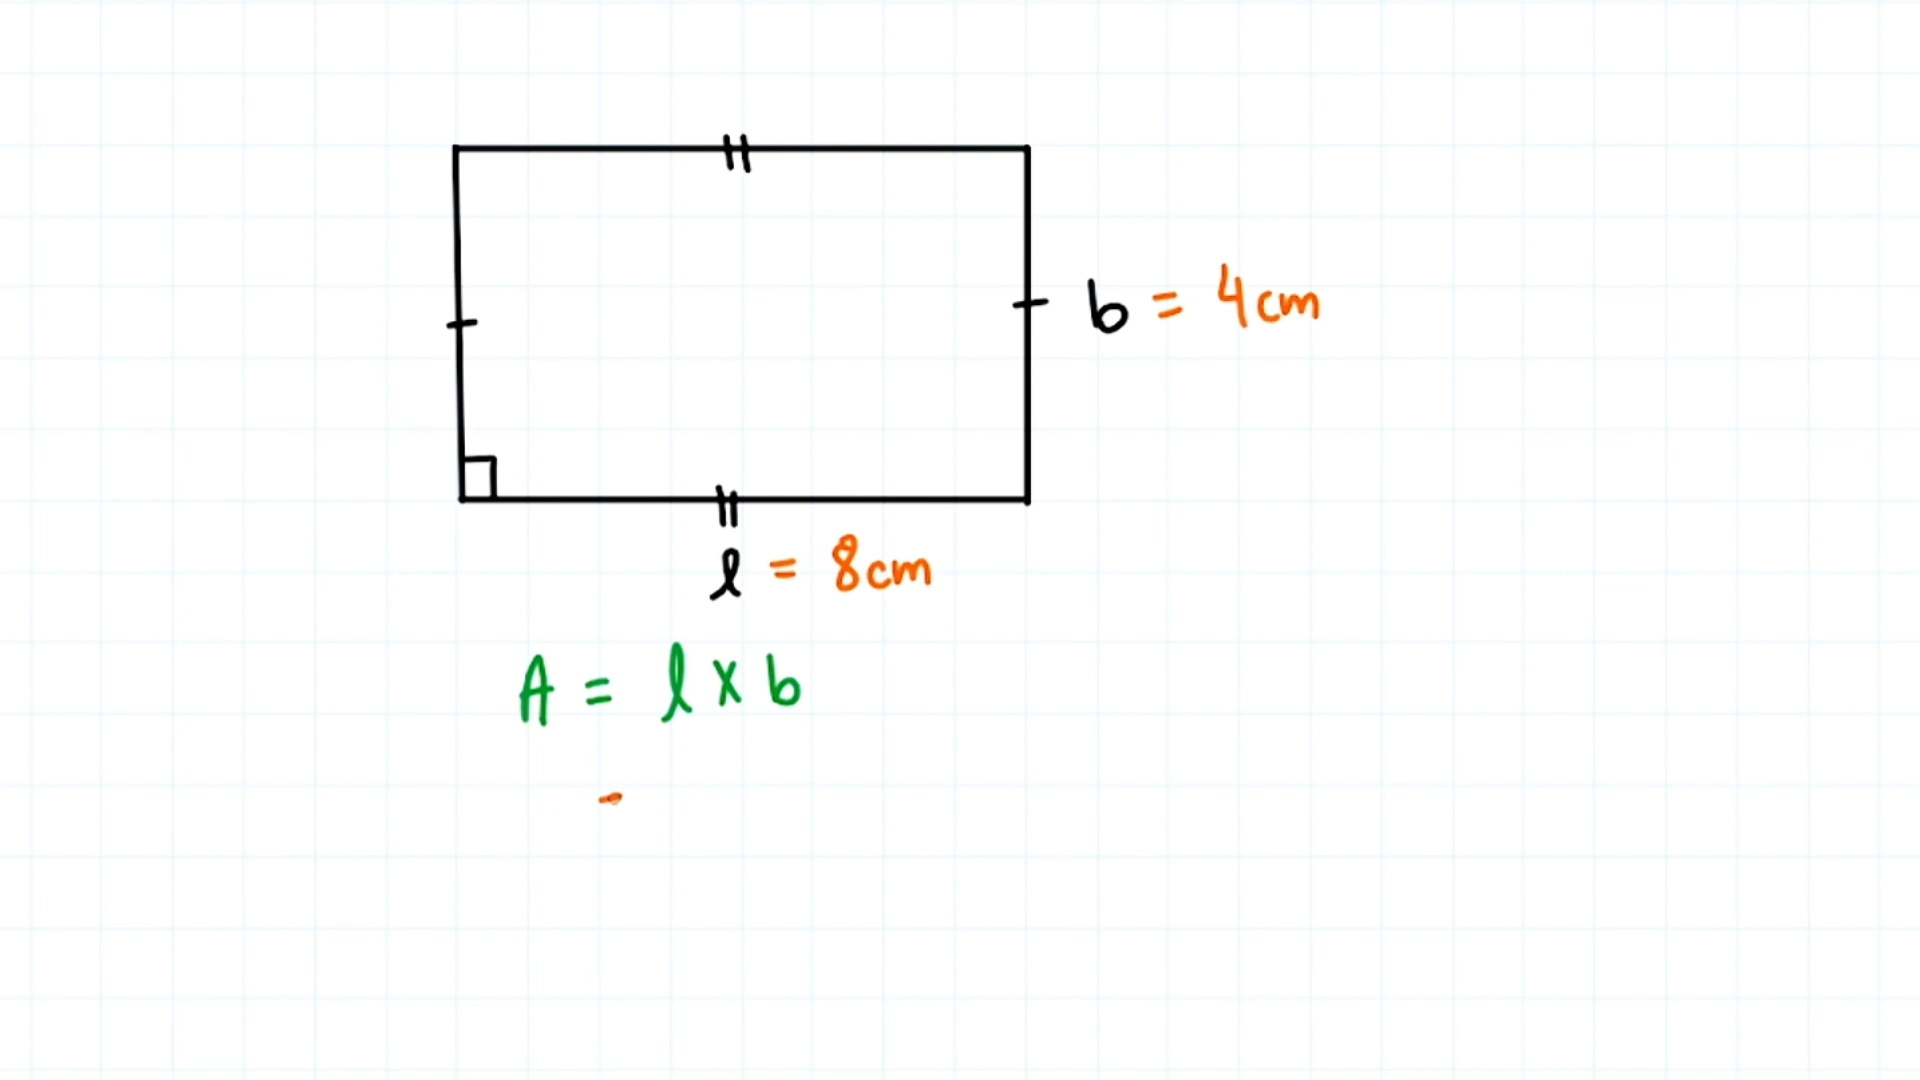 b = 4cm
l = 8cm
A = l x b
-